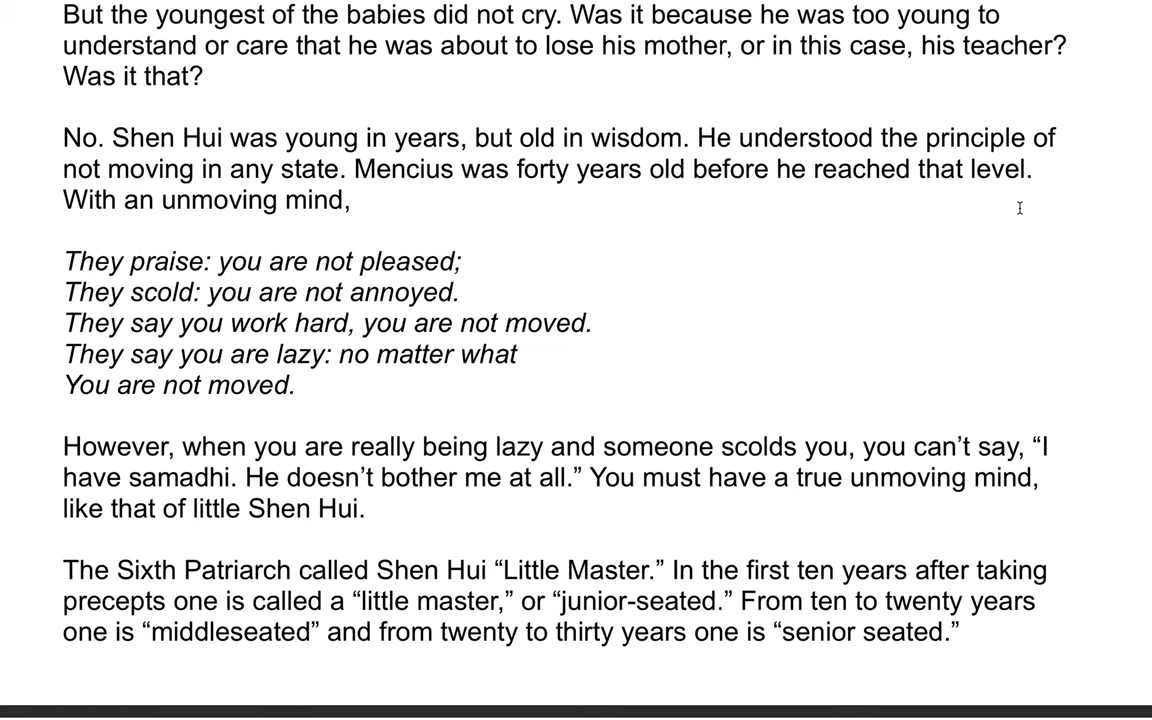 But the youngest of the babies did not cry. Was it because he was too young to
understand or care that he was about to lose his mother, or in this case, his teacher?
Was it that?
No. Shen Hui was young in years, but old in wisdom. He understood the principle of
not moving in any state. Mencius was forty years old before he reached that level.
With an unmoving mind,
They praise: you are not pleased;
They scold: you are not annoyed.
They say you work hard, you are not moved.
They say you are lazy: no matter what
You are not moved.
However, when you are really being lazy and someone scolds you, you can’t say, “I
have samadhi. He doesn’t bother me at all.” You must have a true unmoving mind,
like that of little Shen Hui.
The Sixth Patriarch called Shen Hui “Little Master.” In the first ten years after taking
precepts one is called a “little master,” or “junior-seated.” From ten to twenty years
one is “middleseated” and from twenty to thirty years one is “senior seated.”